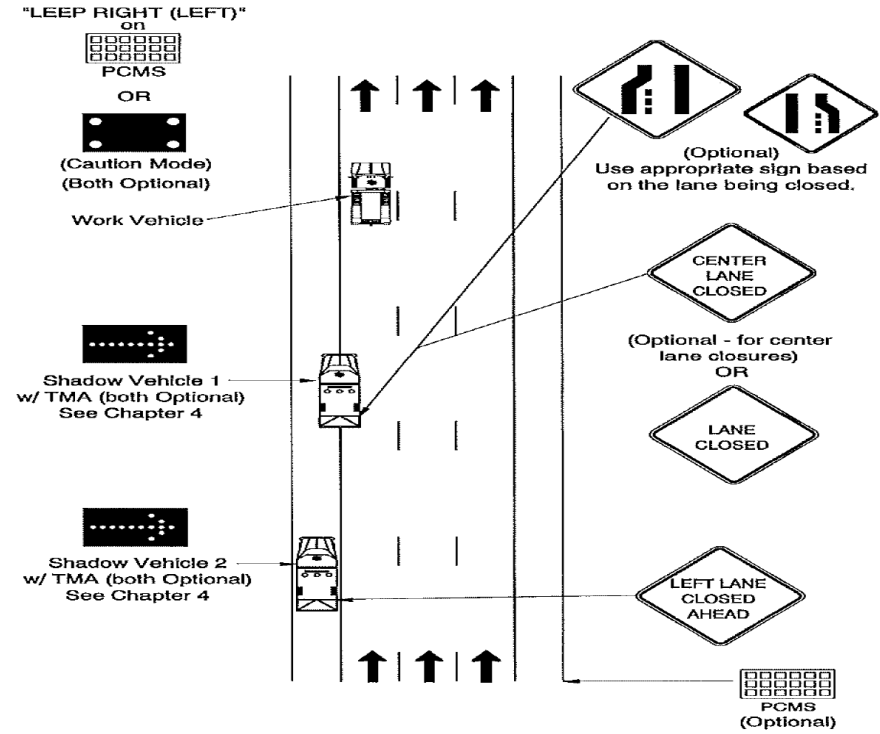 "LEEP RIGHT (LEFT)"
on
PCMS
OR
(Caution Mode)
(Both Optional)
Work Vehicle
Shadow Vehicle 1
w/ TMA (both Optional)
See Chapter 4
Shadow Vehicle 2
w/ TMA (both Optional)
See Chapter 4
(Optional)
Use appropriate sign based
on the lane being closed.
CENTER
LANE
CLOSED
(Optional - for center
lane closures)
OR
LANE
CLOSED
LEFT LANE
CLOSED
AHEAD
PCMS
(Optional)